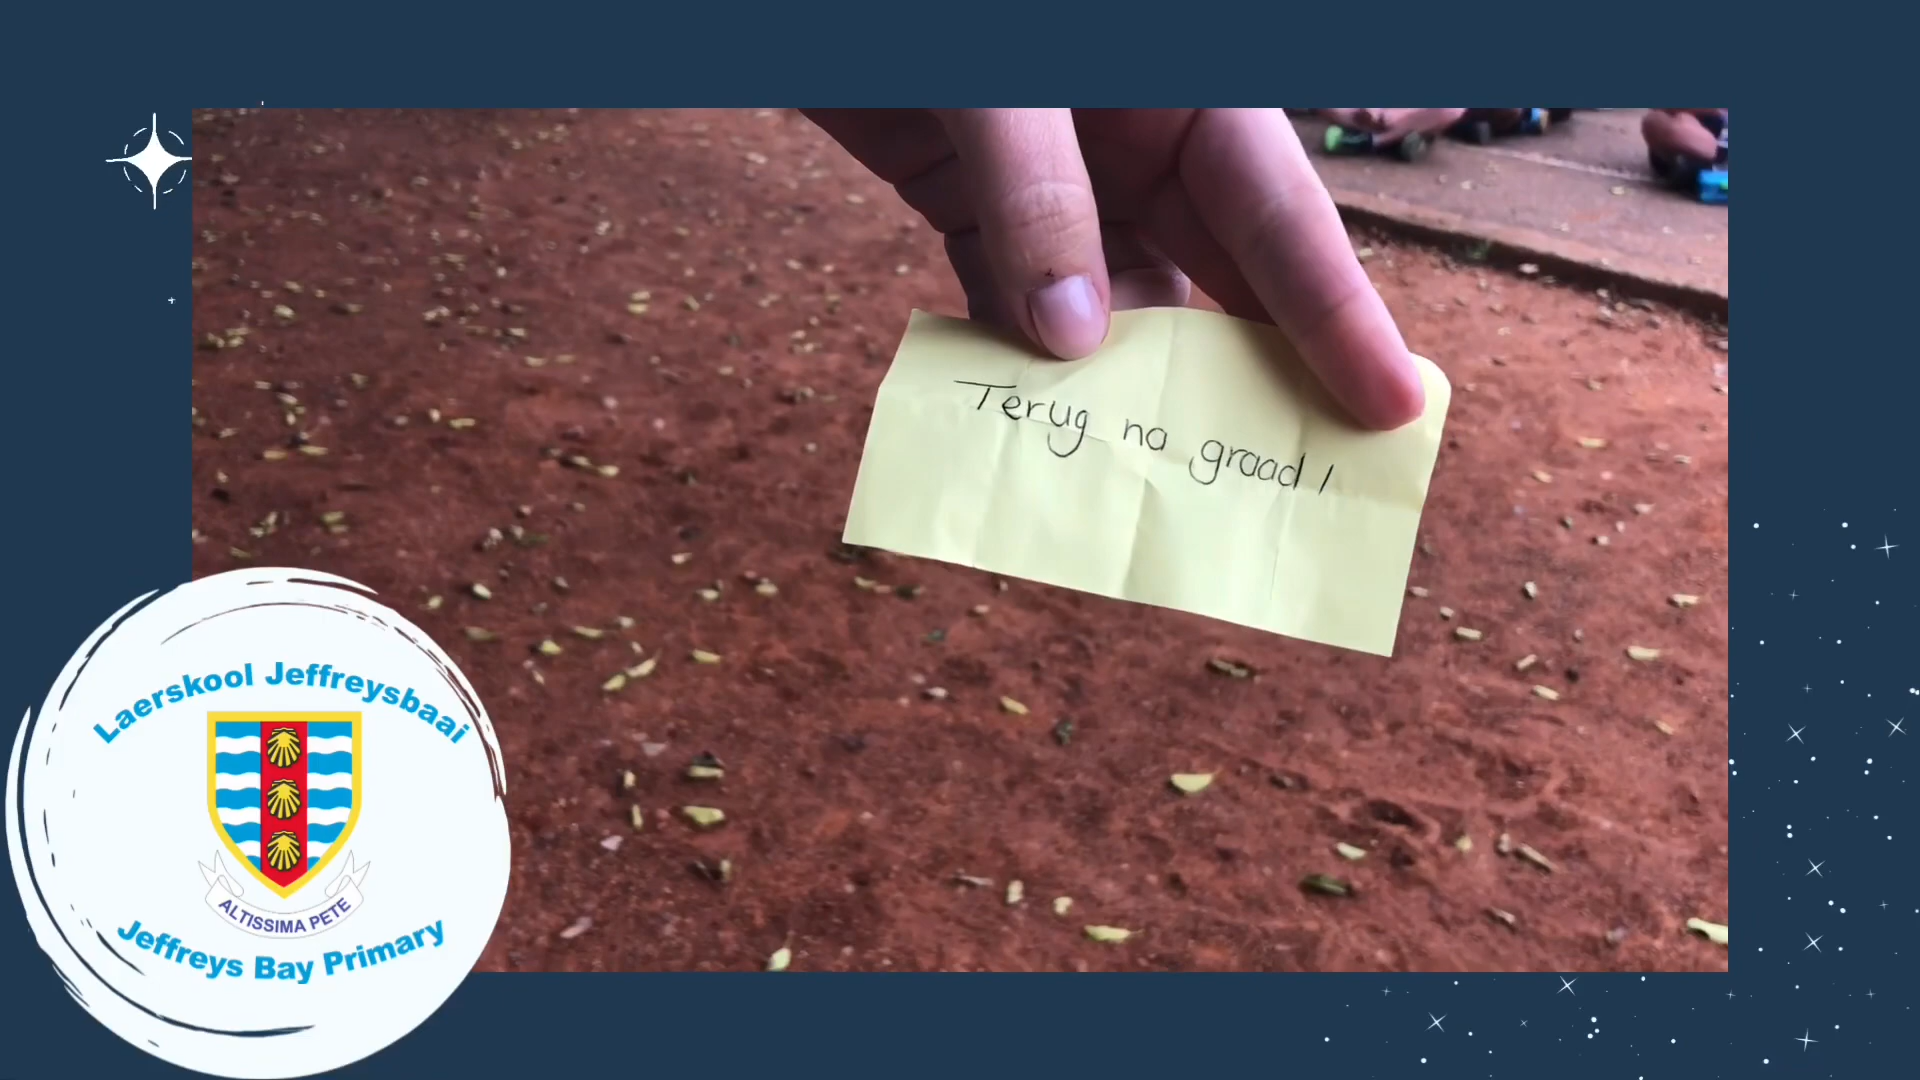 Terug na graad 1
Laerskool Jeffreysbaai
ALTISSIMA PETE
Jeffreys Bay Primary